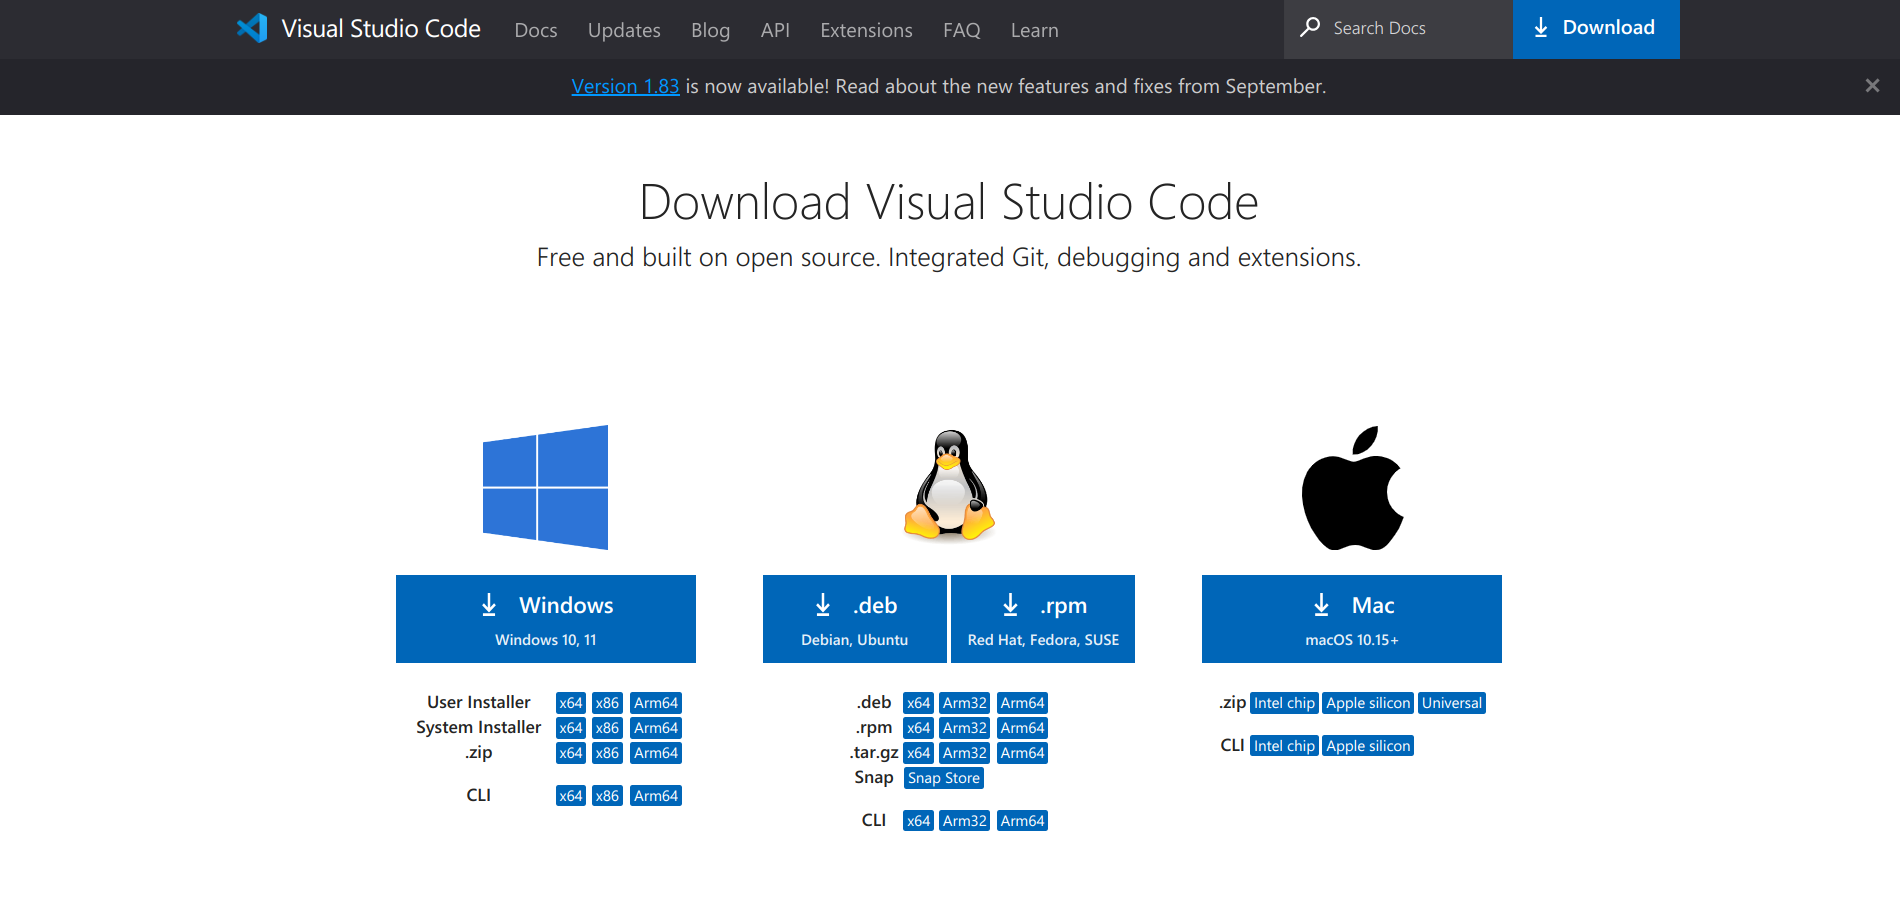 Visual Studio Code Docs Updates Blog API Extensions FAQ Learn Search Docs Download
Version 1.83 is now available! Read about the new features and fixes from September.
Download Visual Studio Code
Free and built on open source. Integrated Git, debugging and extensions.
Windows
Windows 10, 11
User Installer x64 x86 Arm64
System Installer x64 x86 Arm64
.zip x64 x86 Arm64
CLI x64 x86 Arm64
.deb
Debian, Ubuntu
.rpm
Red Hat, Fedora, SUSE
.deb x64 Arm32 Arm64
.rpm x64 Arm32 Arm64
.tar.gz x64 Arm32 Arm64
Snap Snap Store
CLI x64 Arm32 Arm64
Mac
macOS 10.15+
.zip Intel chip Apple silicon Universal
CLI Intel chip Apple silicon